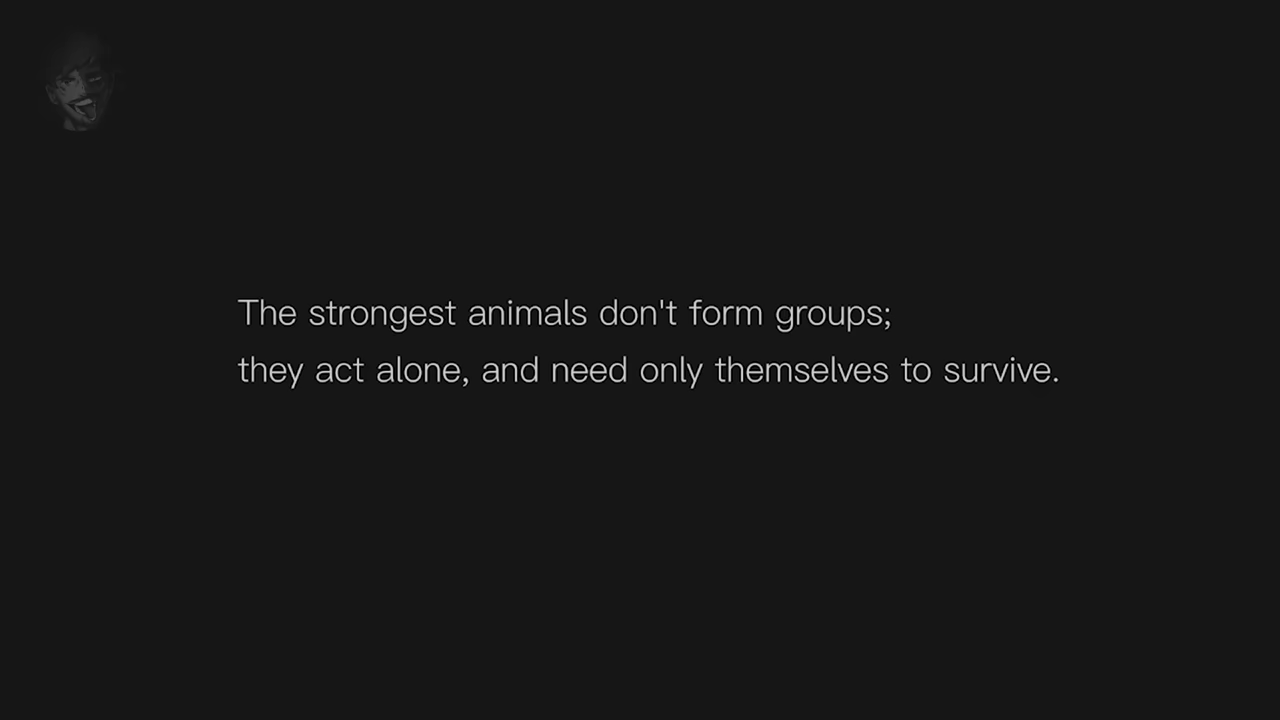 The strongest animals don't form groups;
they act alone, and need only themselves to survive.